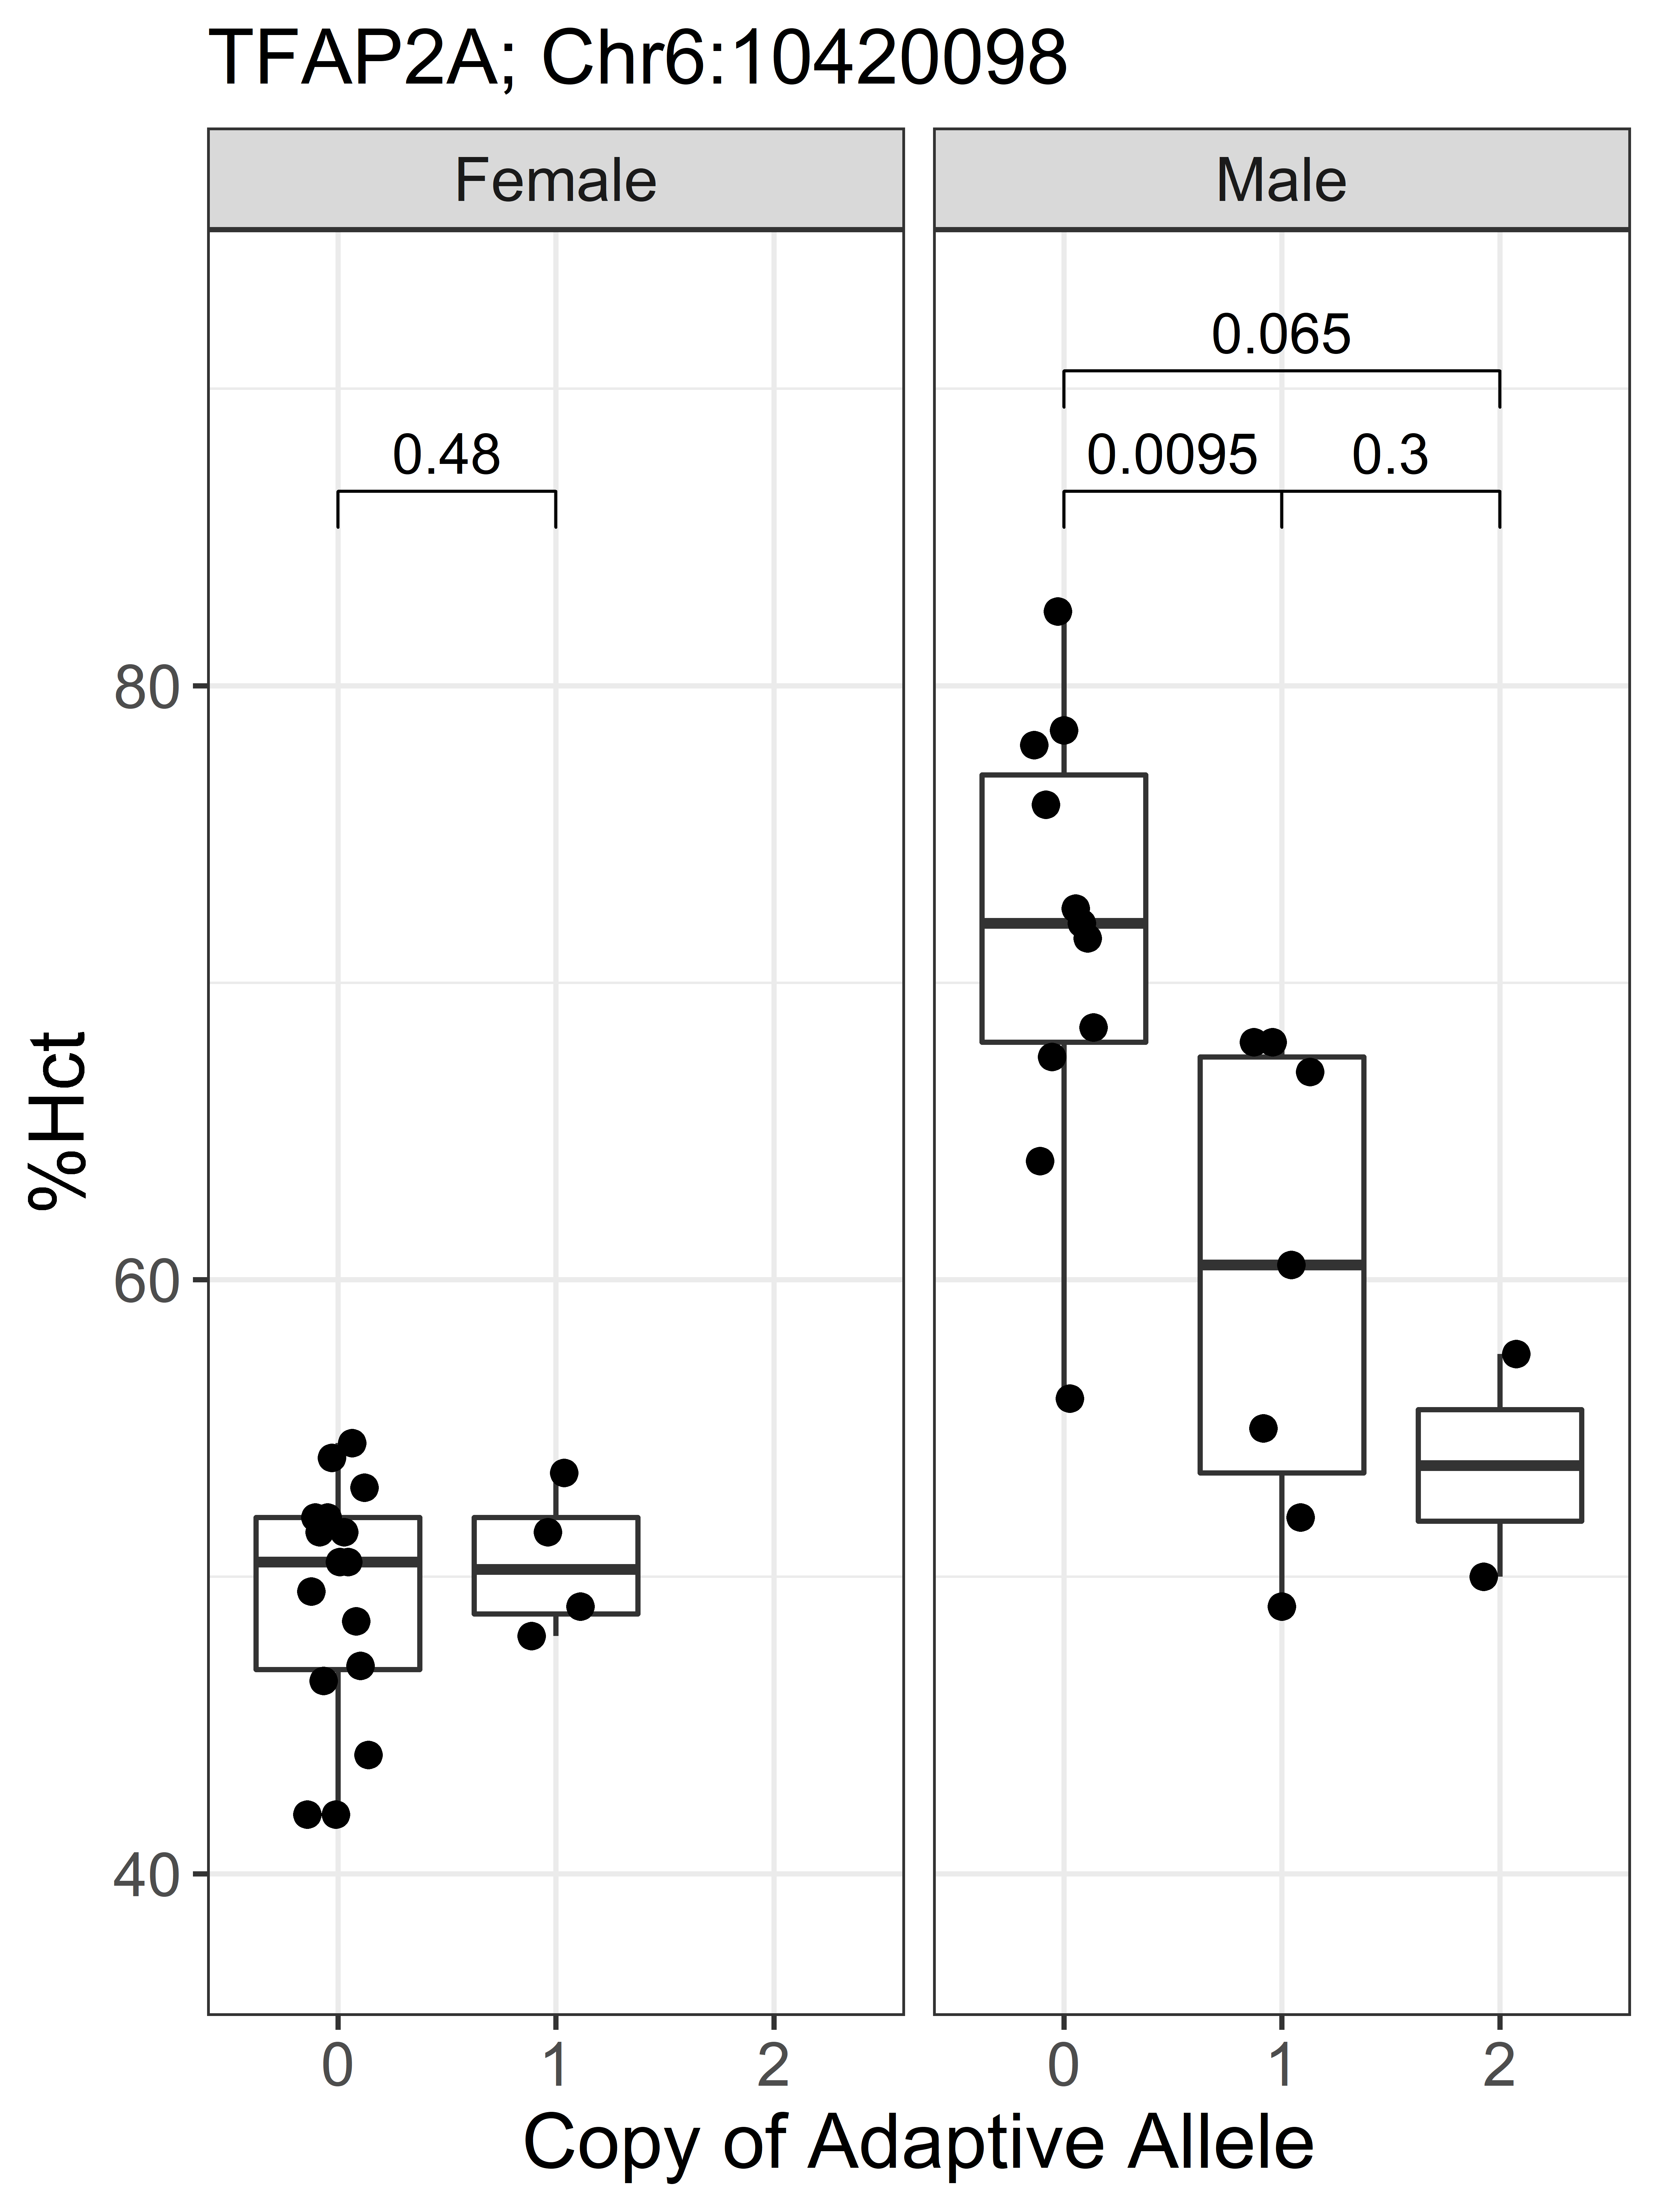 TFAP2A; Chr6:10420098
Female
Male
0.065
0.48
0.0095
0.3
80
60
40
%Hct
0 1 2
0 1 2
Copy of Adaptive Allele